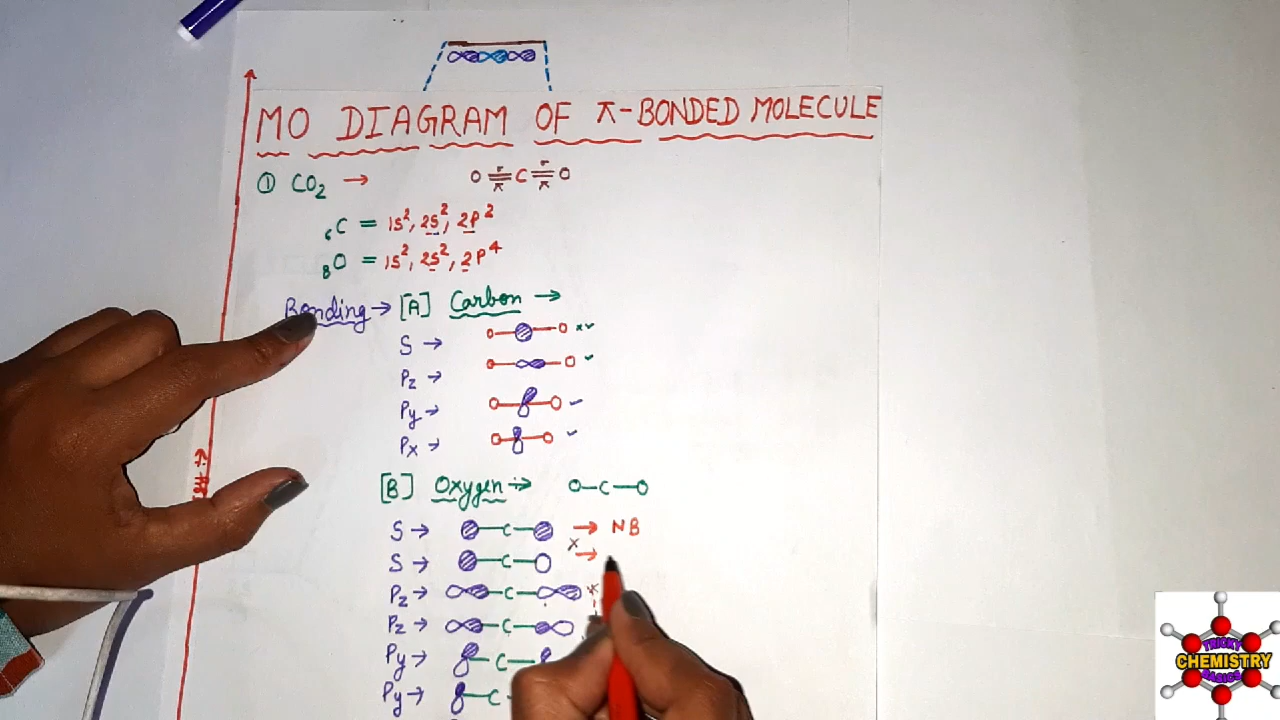 MO DIAGRAM OF π-BONDED MOLECULE
① CO₂ →
O =σ/π= C =σ/π= O
₆C = 1S², 2S², 2P²
₈O = 1S², 2S², 2P⁴
Bonding → [A] Carbon →
S →
Pz →
Py →
Px →
[B] Oxygen → O-C-O
S → C → NB
S → C →
Pz → C
Pz → C
Py → C
Py → C
TRICKY
CHEMISTRY
BASICS